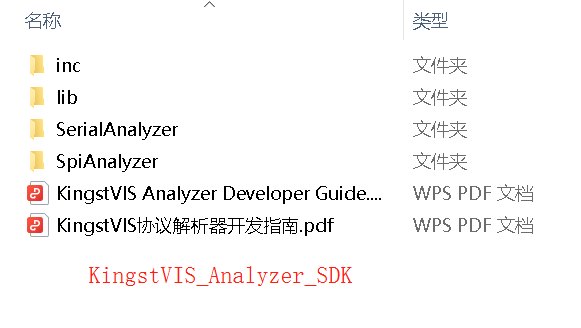 名称 类型
inc 文件夹
lib 文件夹
SerialAnalyzer 文件夹
SpiAnalyzer 文件夹
KingstVIS Analyzer Developer Guide.... WPS PDF 文档
KingstVIS协议解析器开发指南.pdf WPS PDF 文档
KingstVIS_Analyzer_SDK